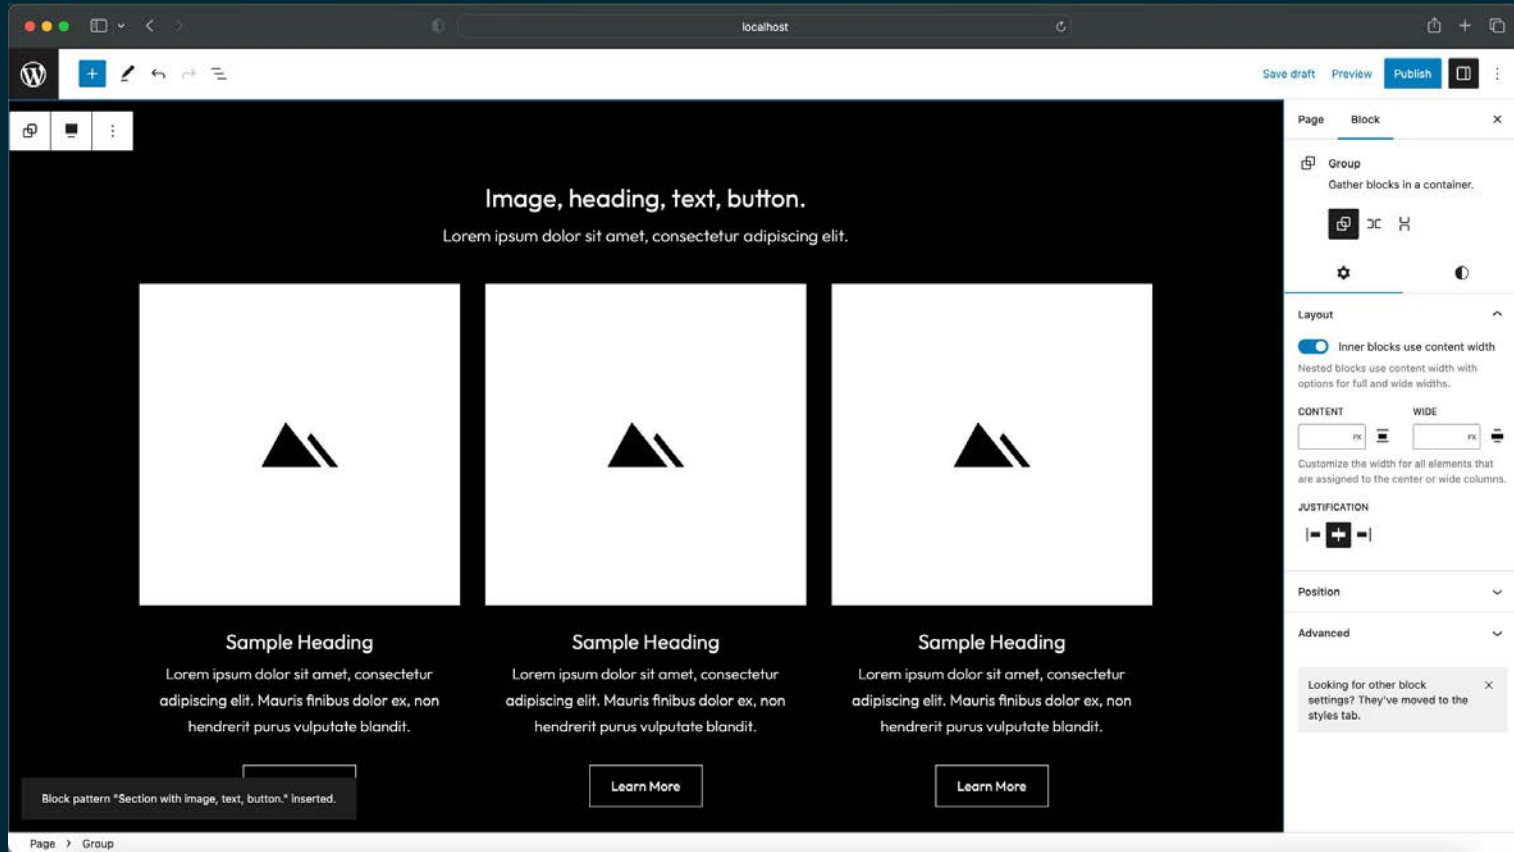 localhost
Save draft Preview Publish
Page Block
Group
Gather blocks in a container.
Layout
Inner blocks use content width
Nested blocks use content width with
options for full and wide widths.
CONTENT WIDE
PX PX
Customize the width for all elements that
are assigned to the center or wide columns.
JUSTIFICATION
Position
Advanced
Looking for other block
settings? They've moved to the
styles tab.
Image, heading, text, button.
Lorem ipsum dolor sit amet, consectetur adipiscing elit.
Sample Heading
Lorem ipsum dolor sit amet, consectetur
adipiscing elit. Mauris finibus dolor ex, non
hendrerit purus vulputate blandit.
Sample Heading
Lorem ipsum dolor sit amet, consectetur
adipiscing elit. Mauris finibus dolor ex, non
hendrerit purus vulputate blandit.
Learn More
Sample Heading
Lorem ipsum dolor sit amet, consectetur
adipiscing elit. Mauris finibus dolor ex, non
hendrerit purus vulputate blandit.
Learn More
Block pattern "Section with image, text, button." inserted.
Page > Group